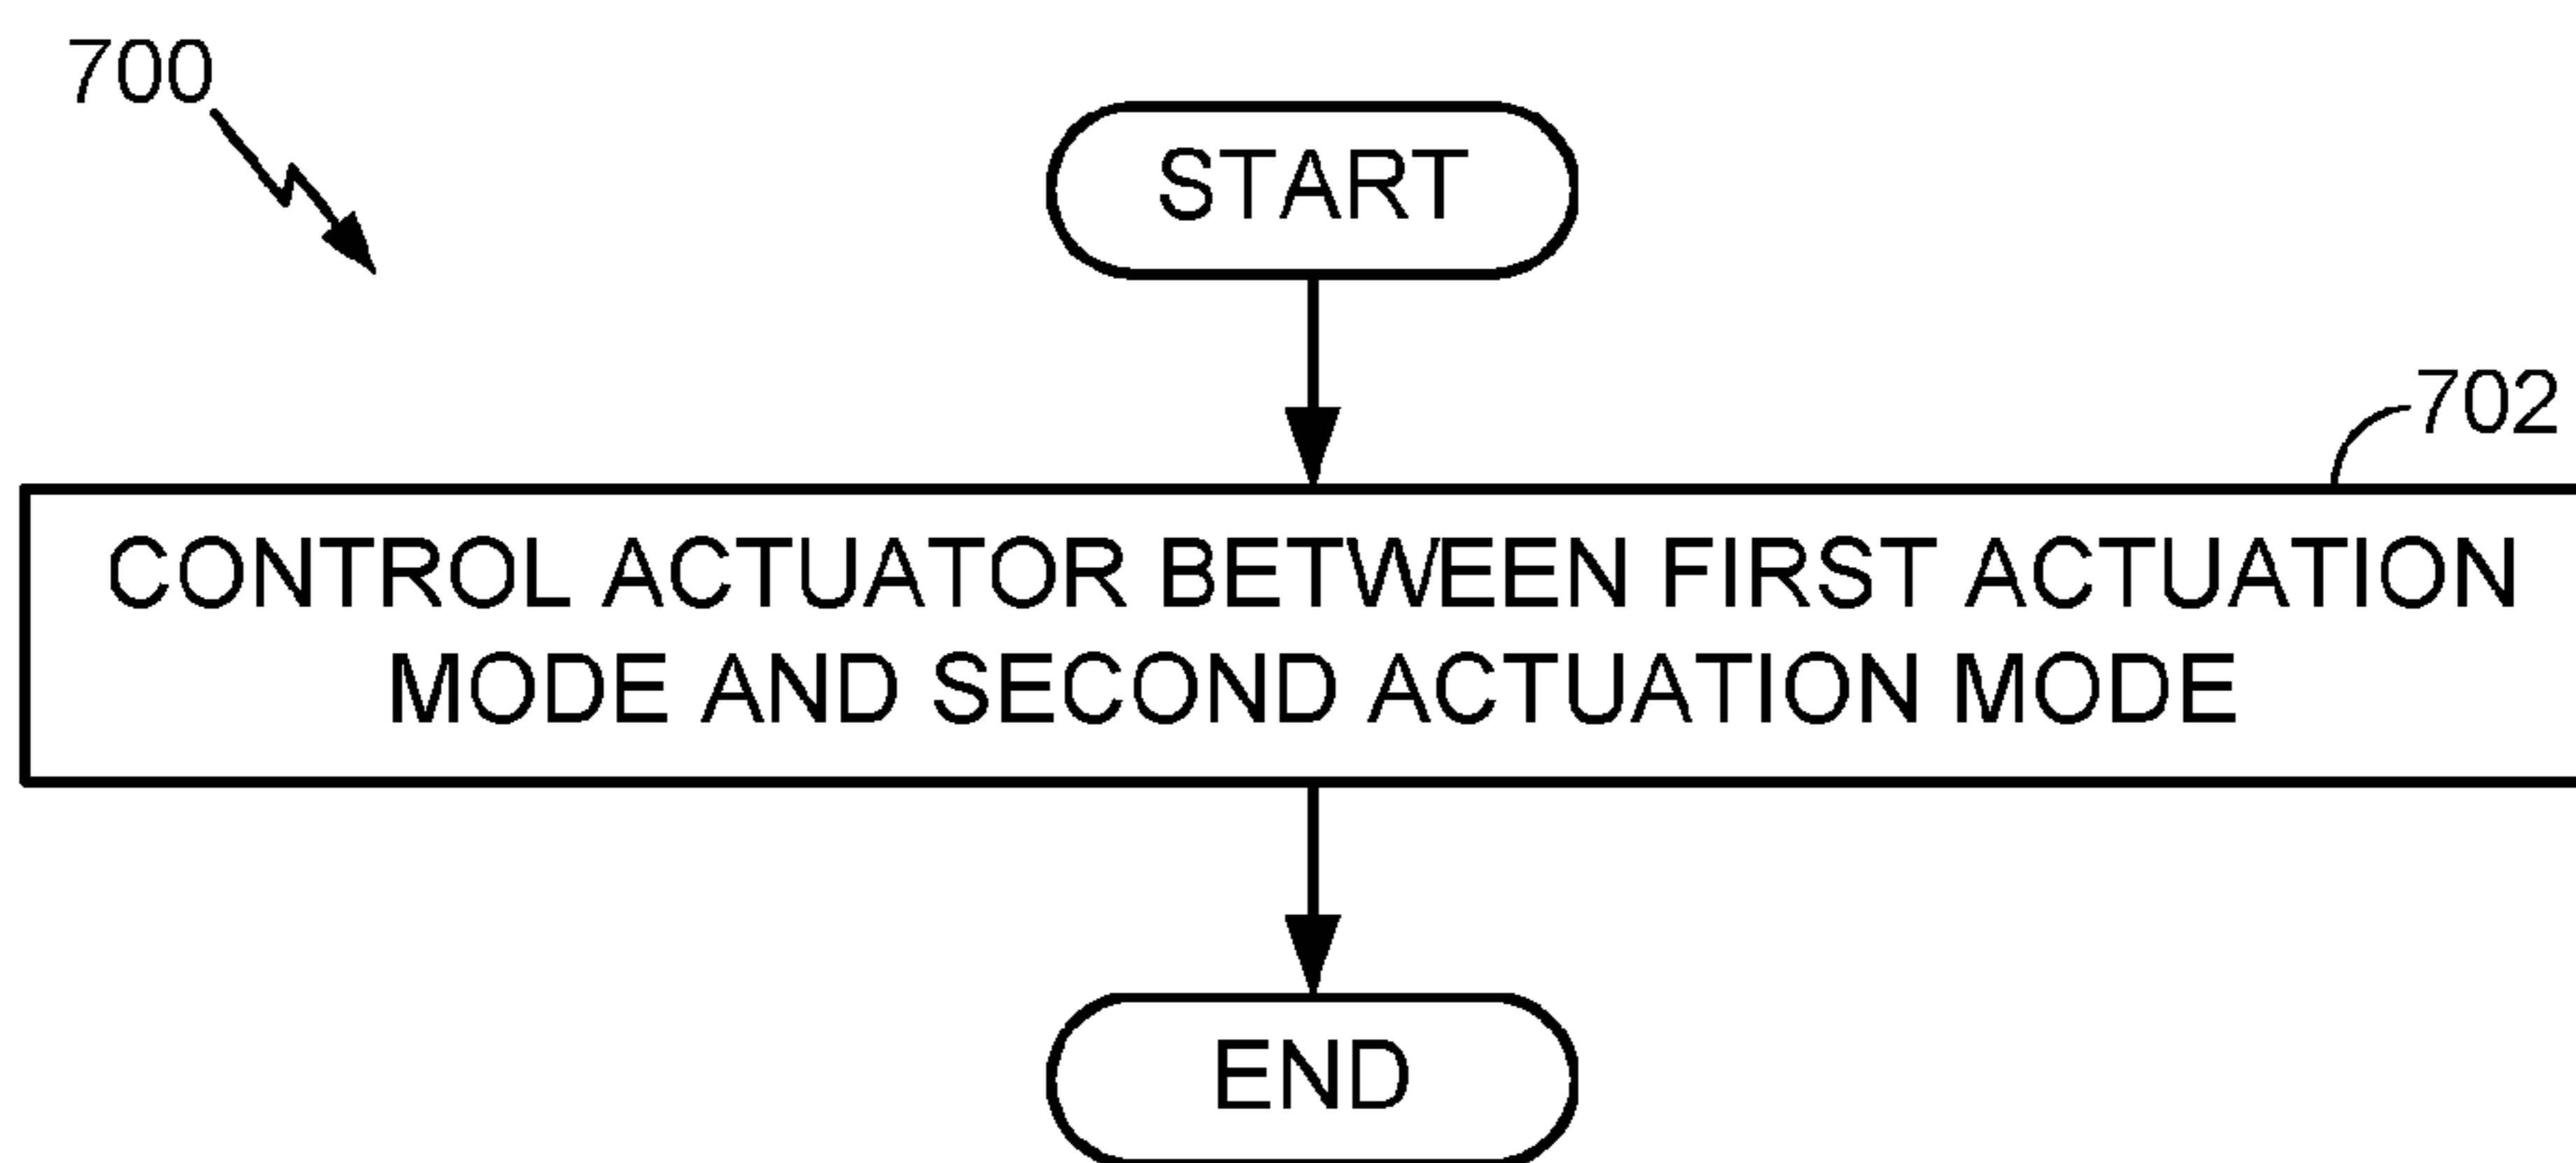 700
START
702
CONTROL ACTUATOR BETWEEN FIRST ACTUATION
MODE AND SECOND ACTUATION MODE
END